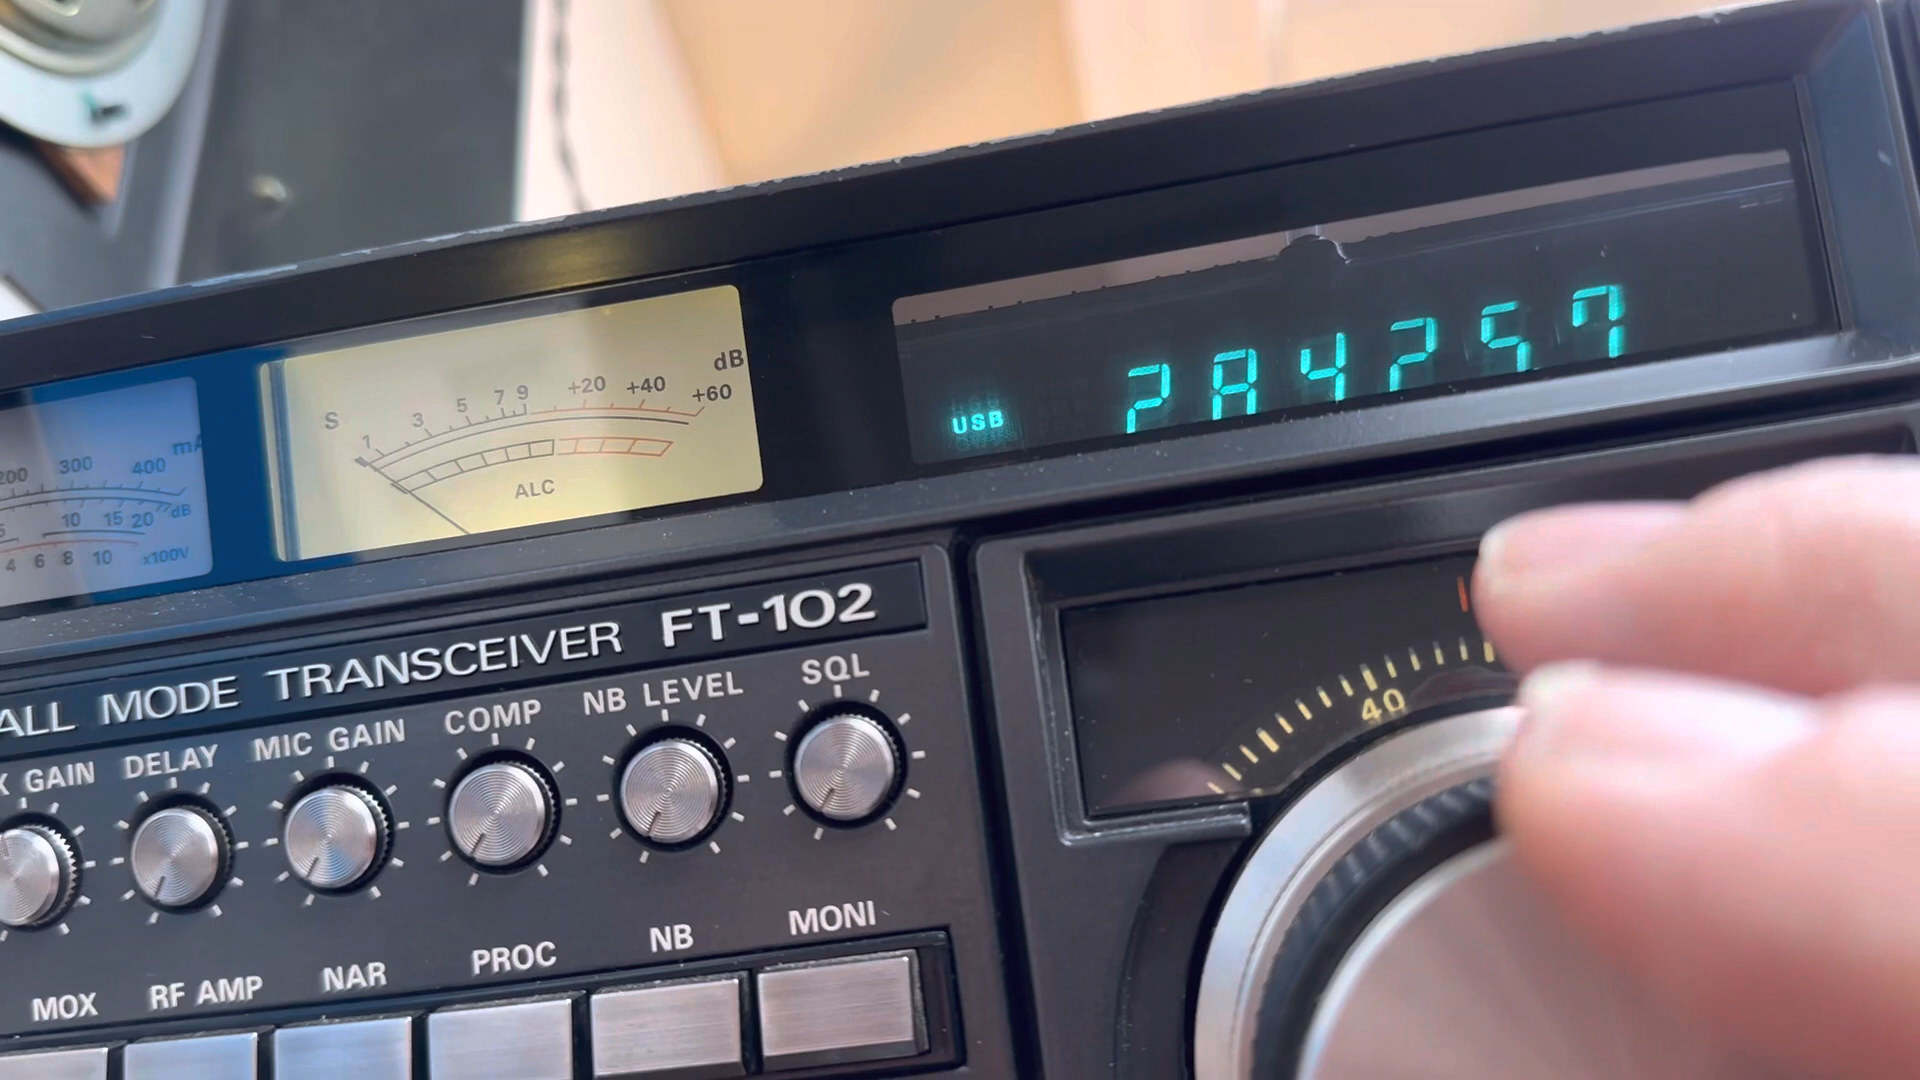 dB
S 1 3 5 7 9 +20 +40 +60
ALC
mA
200 300 400
10 15 20 dB
4 6 8 10 x100V
USB 284257
ALL MODE TRANSCEIVER FT-102
GAIN DELAY MIC GAIN COMP NB LEVEL SQL
40
MOX RF AMP NAR PROC NB MONI